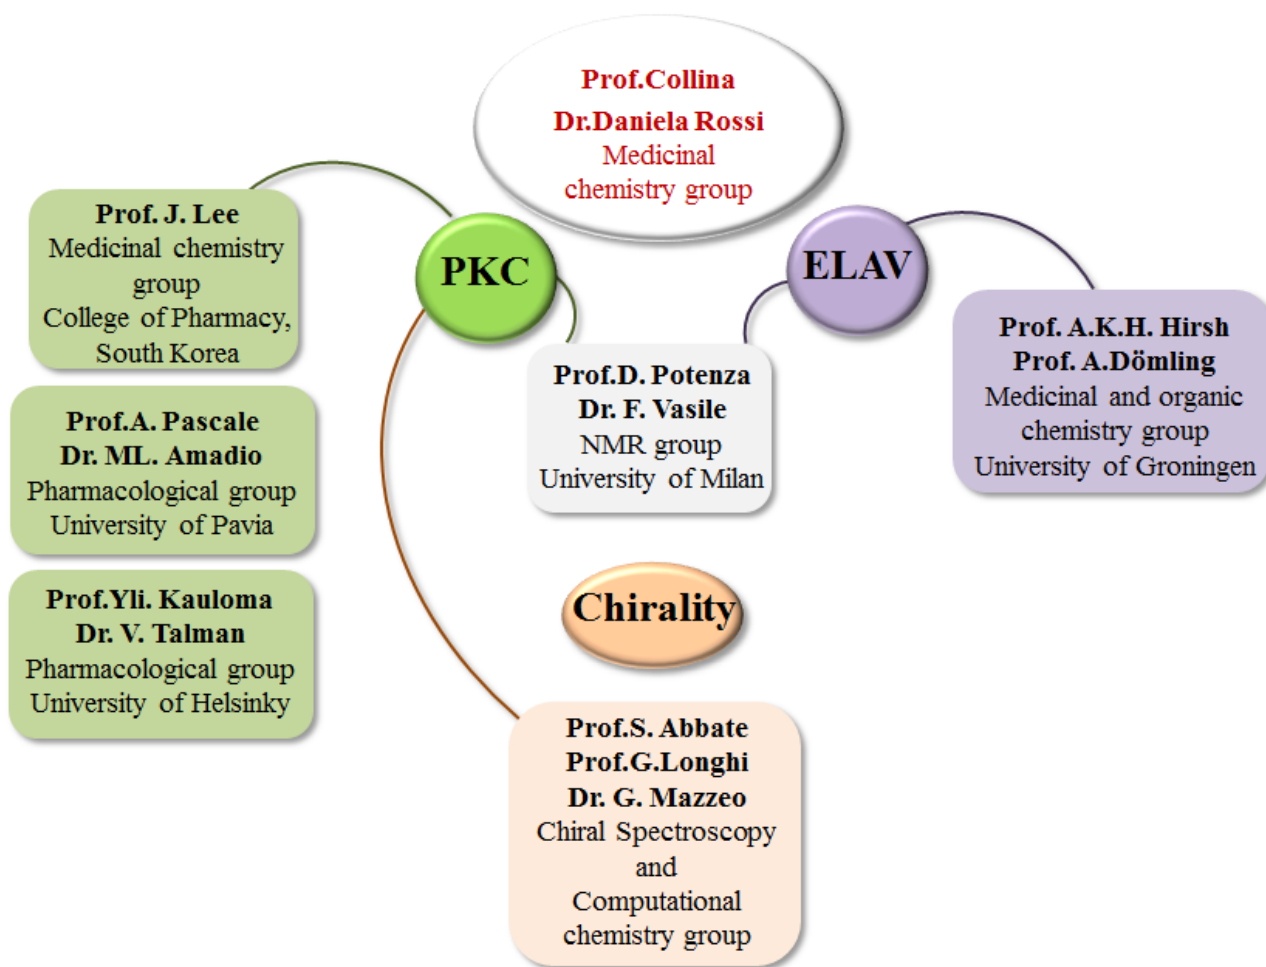 Prof.Collina
Dr.Daniela Rossi
Medicinal
chemistry group
PKC
ELAV
Prof. J. Lee
Medicinal chemistry
group
College of Pharmacy,
South Korea
Prof.A. Pascale
Dr. ML. Amadio
Pharmacological group
University of Pavia
Prof.Yli. Kauloma
Dr. V. Talman
Pharmacological group
University of Helsinky
Prof.D. Potenza
Dr. F. Vasile
NMR group
University of Milan
Prof. A.K.H. Hirsh
Prof. A.Dömling
Medicinal and organic
chemistry group
University of Groningen
Chirality
Prof.S. Abbate
Prof.G.Longhi
Dr. G. Mazzeo
Chiral Spectroscopy
and
Computational
chemistry group